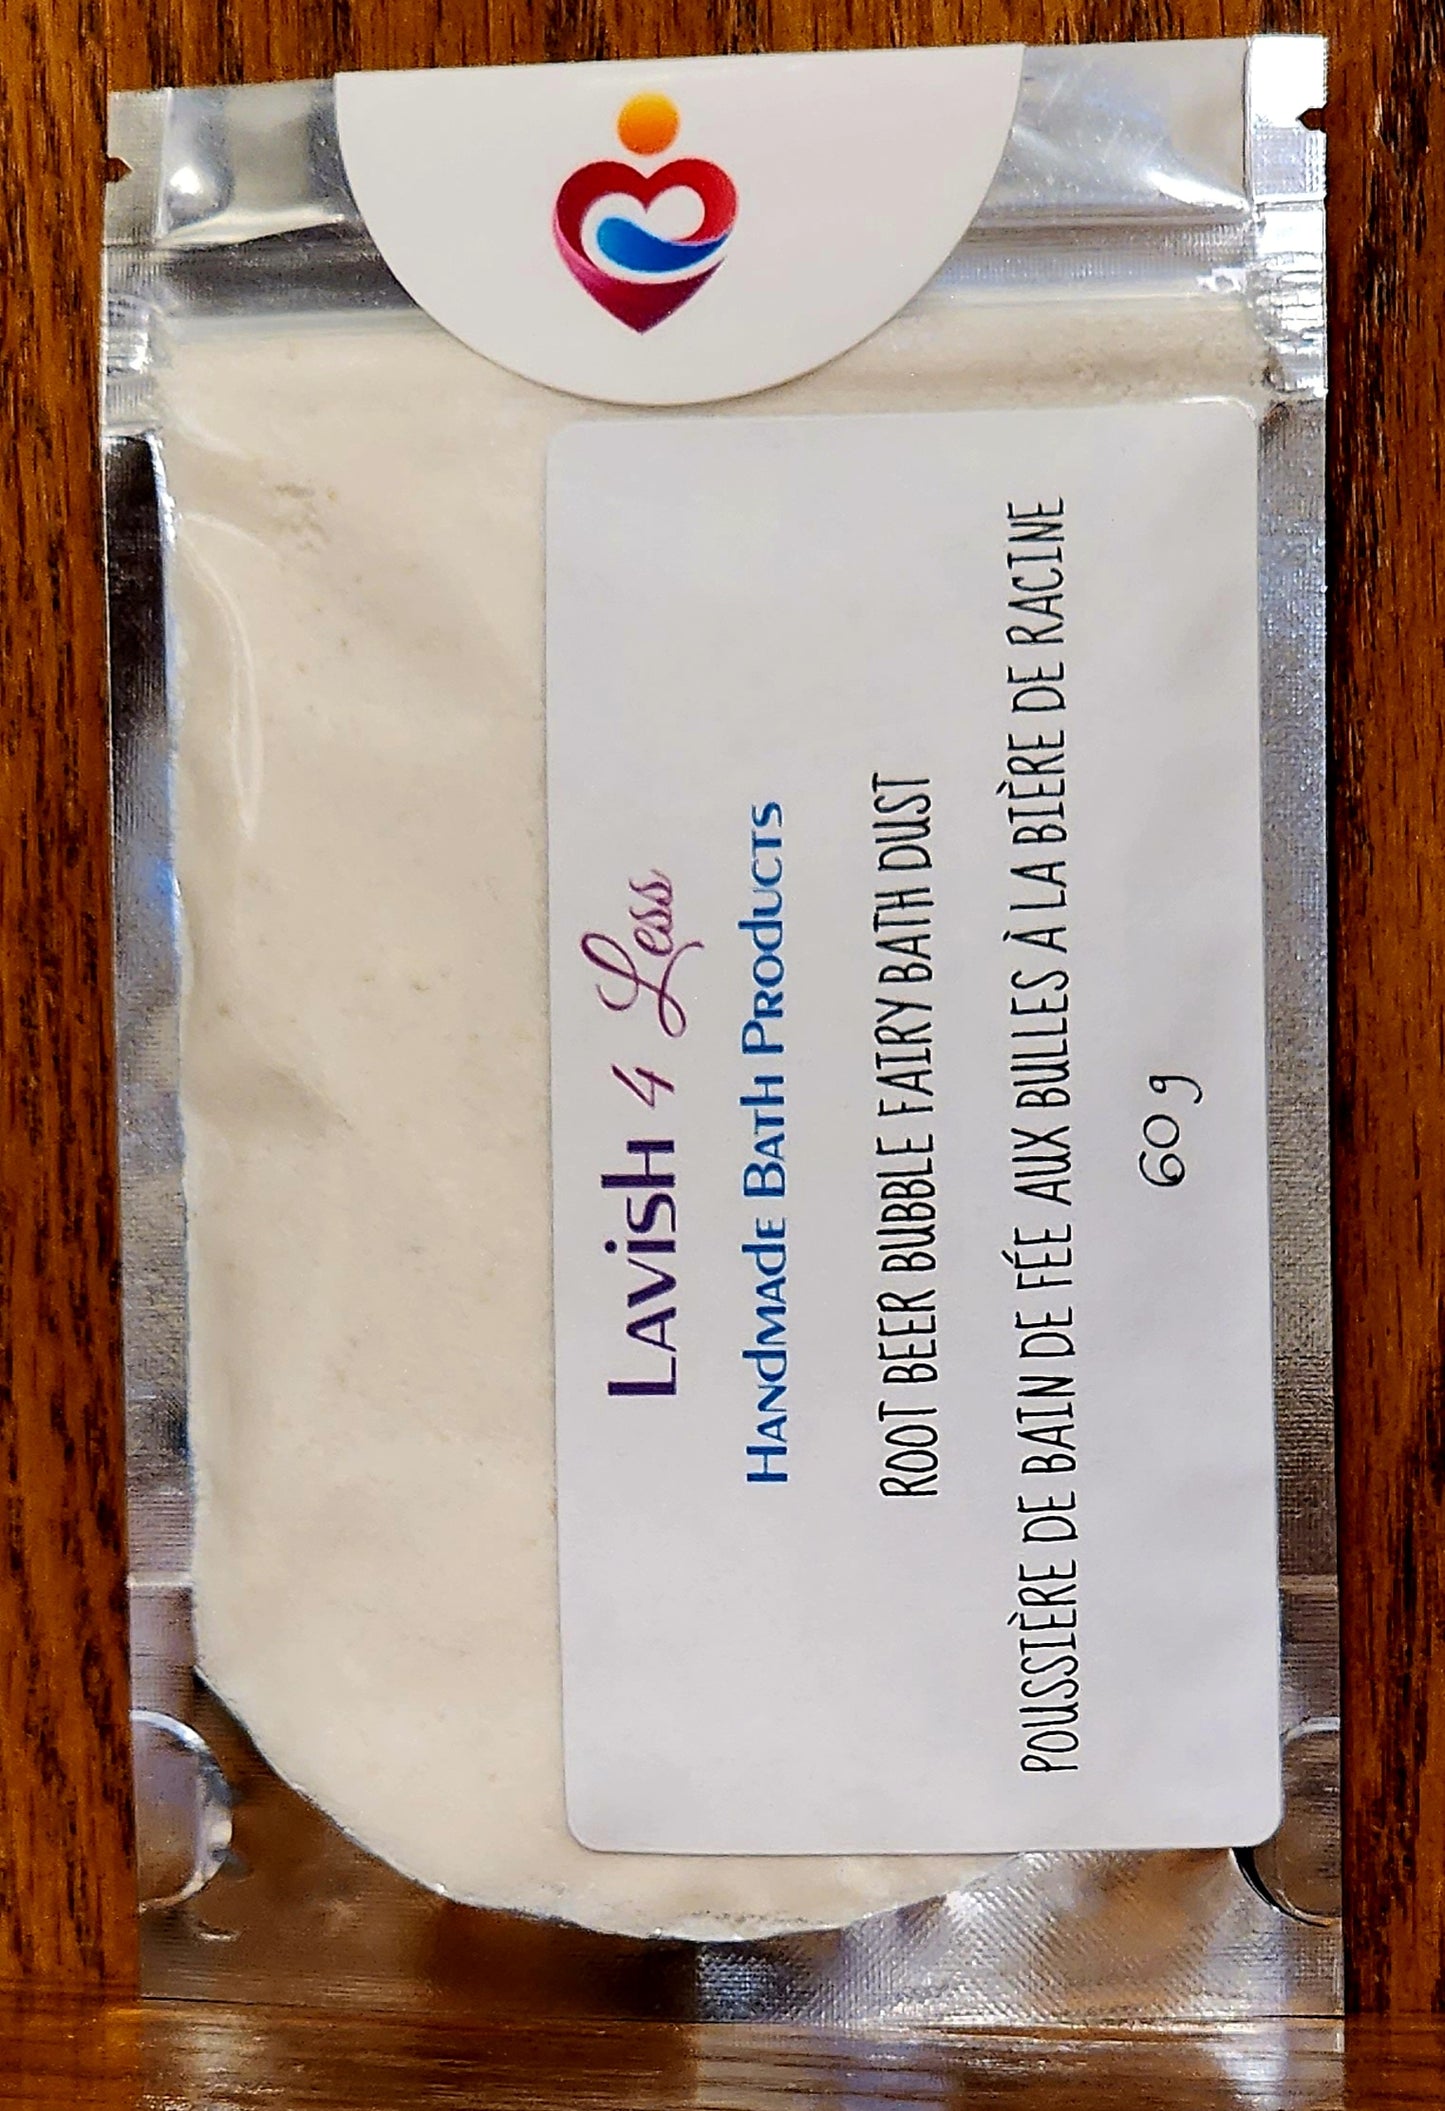 Lavish 4 Less
Handmade Bath Products
ROOT BEER BUBBLE FAIRY BATH DUST
POUSSIÈRE DE BAIN DE FÉE AUX BULLES À LA BIÈRE DE RACINE
60 g